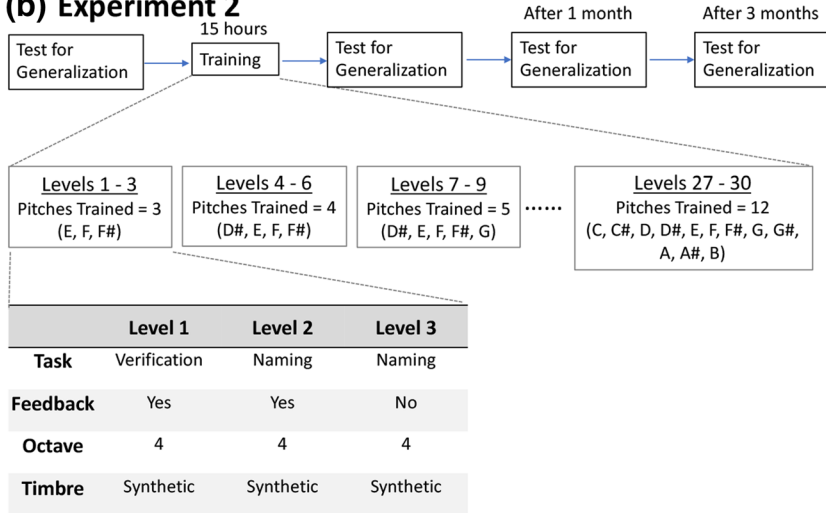 (b) Experiment 2
After 1 month
After 3 months
15 hours
Test for
Generalization
Training
Test for
Generalization
Test for
Generalization
Test for
Generalization
Levels 1 - 3
Pitches Trained = 3
(E, F, F#)
Levels 4 - 6
Pitches Trained = 4
(D#, E, F, F#)
Levels 7 - 9
Pitches Trained = 5
(D#, E, F, F#, G)
......
Levels 27 - 30
Pitches Trained = 12
(C, C#, D, D#, E, F, F#, G, G#,
A, A#, B)
Level 1 Level 2 Level 3
Task Verification Naming Naming
Feedback Yes Yes No
Octave 4 4 4
Timbre Synthetic Synthetic Synthetic